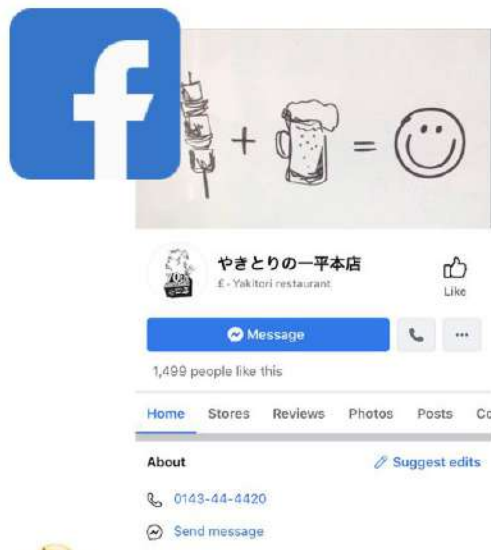 f
+ =
やきとりの一平本店
£ · Yakitori restaurant
Like
Message
1,499 people like this
Home Stores Reviews Photos Posts Co
About Suggest edits
0143-44-4420
Send message